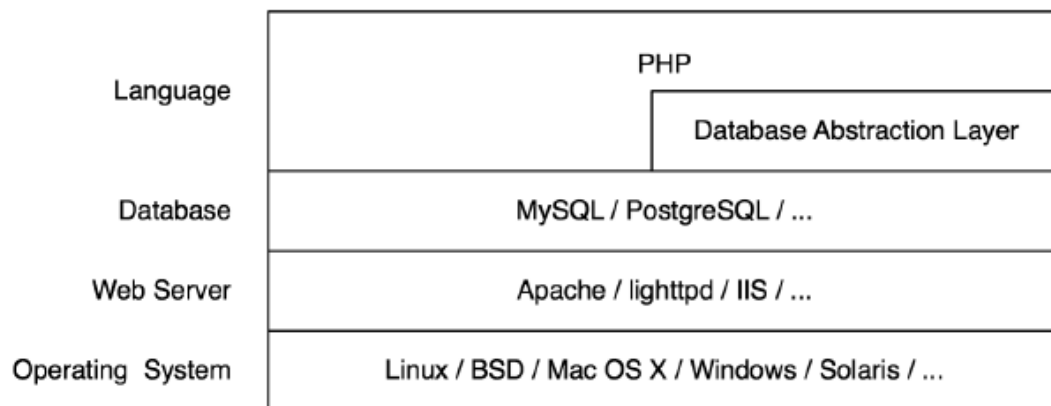 PHP
Language
Database Abstraction Layer
Database
MySQL / PostgreSQL / ...
Web Server
Apache / lighttpd / IIS / ...
Operating System
Linux / BSD / Mac OS X / Windows / Solaris / ...